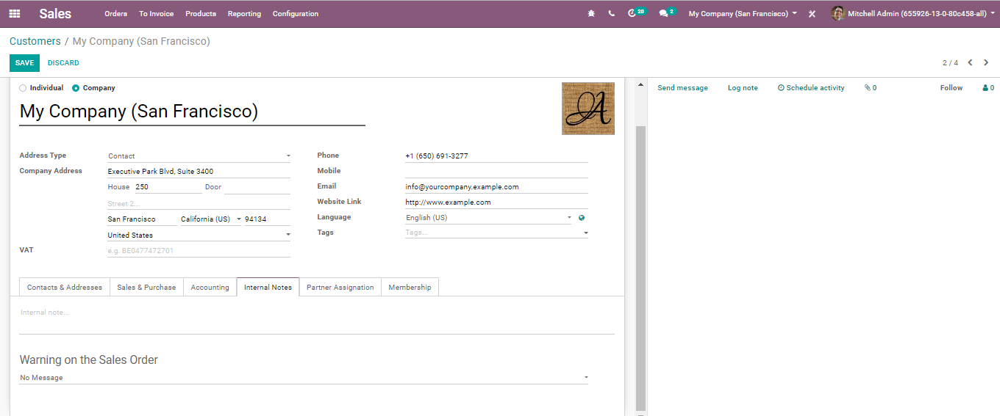 Sales Orders To Invoice Products Reporting Configuration 20 2 My Company (San Francisco) Mitchell Admin (655926-13-0-80c458-all)
Customers / My Company (San Francisco)
SAVE DISCARD 2 / 4
Individual Company Send message Log note Schedule activity 0 Follow 0
My Company (San Francisco) A
Address Type Contact Phone +1 (650) 691-3277
Company Address Executive Park Blvd, Suite 3400 Mobile
House 250 Door Email info@yourcompany.example.com
Street 2... Website Link http://www.example.com
San Francisco California (US) 94134 Language English (US)
United States Tags Tags...
VAT e.g. BE0477472701
Contacts & Addresses Sales & Purchase Accounting Internal Notes Partner Assignation Membership
Internal note...
Warning on the Sales Order
No Message